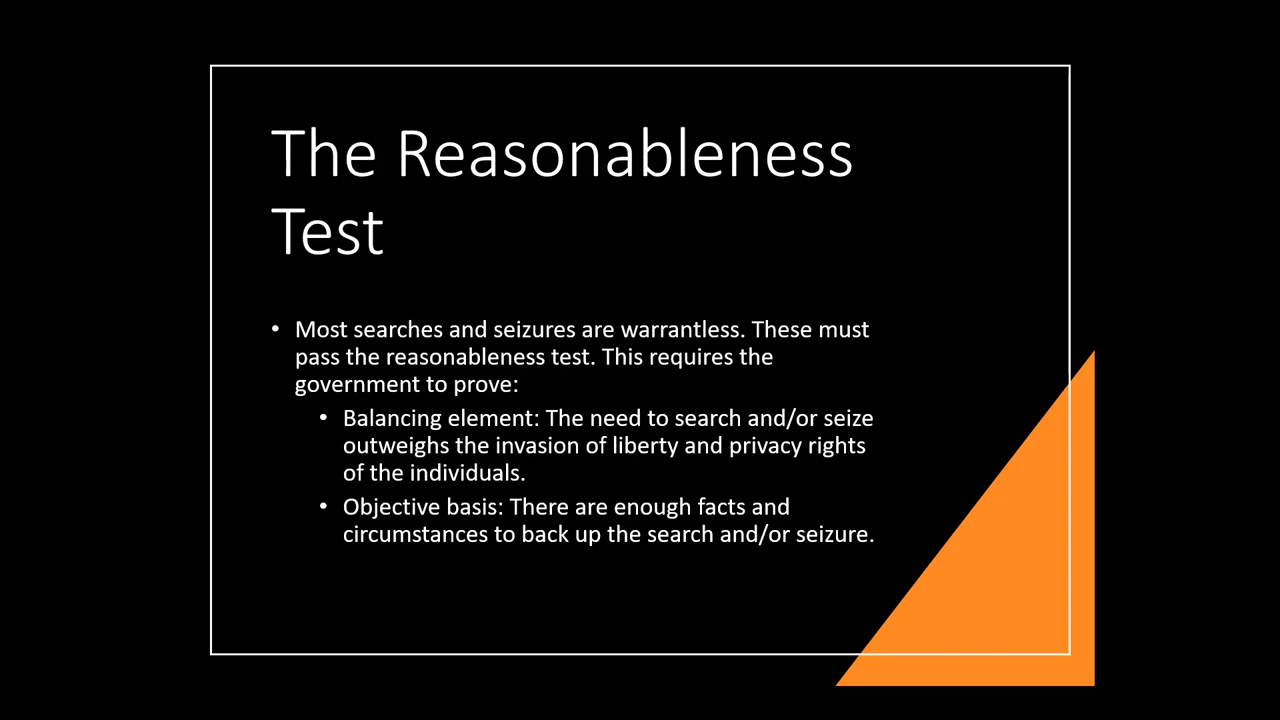 The Reasonableness
Test
• Most searches and seizures are warrantless. These must
pass the reasonableness test. This requires the
government to prove:
• Balancing element: The need to search and/or seize
outweighs the invasion of liberty and privacy rights
of the individuals.
• Objective basis: There are enough facts and
circumstances to back up the search and/or seizure.